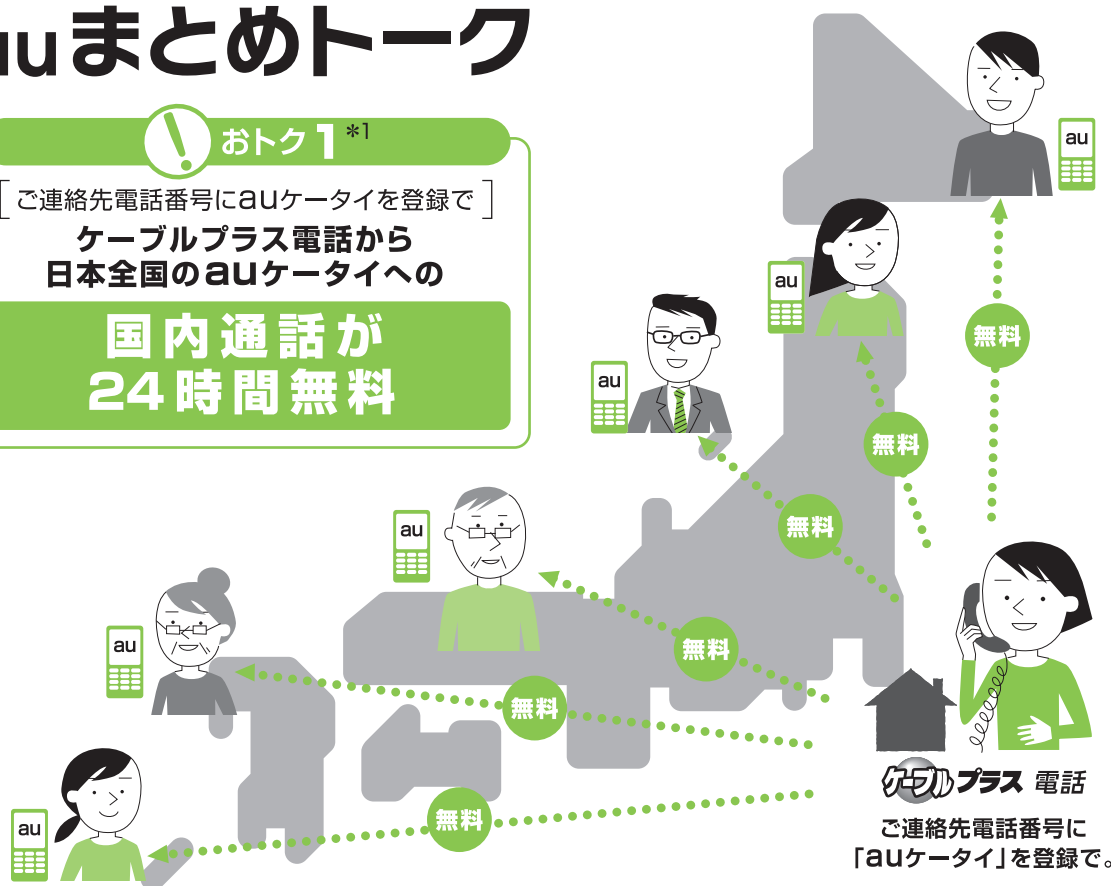 auまとめトーク
おトク1*1
[ご連絡先電話番号にauケータイを登録で]
ケーブルプラス電話から
日本全国のauケータイへの
国内通話が
24時間無料
au
au
無料
au
無料
無料
au
無料
au
無料
au
無料
ケーブルプラス 電話
ご連絡先電話番号に
「auケータイ」を登録で。